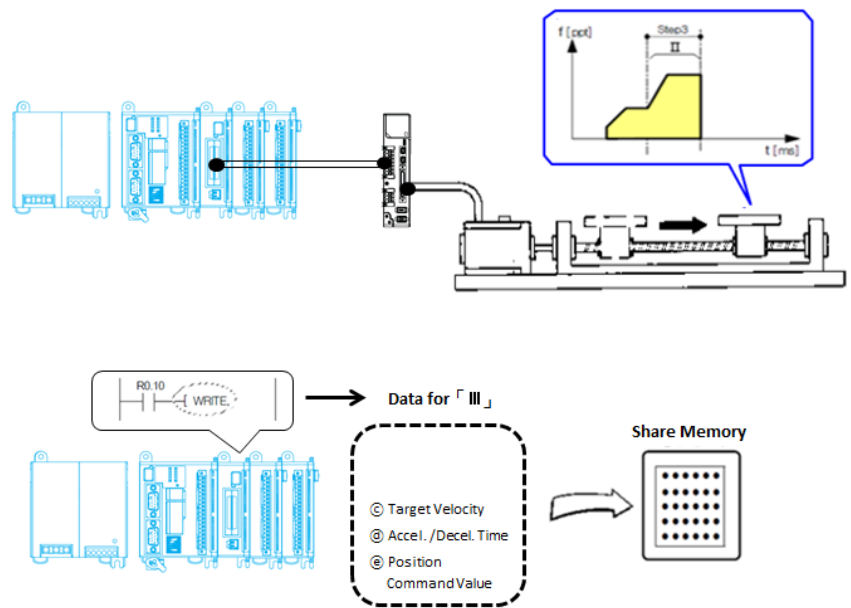 f [ppt]
Step3
II
t [ms]
R0.10
WRITE
Data for「 III 」
Share Memory
ⓒ Target Velocity
ⓓ Accel. /Decel. Time
ⓔ Position
Command Value